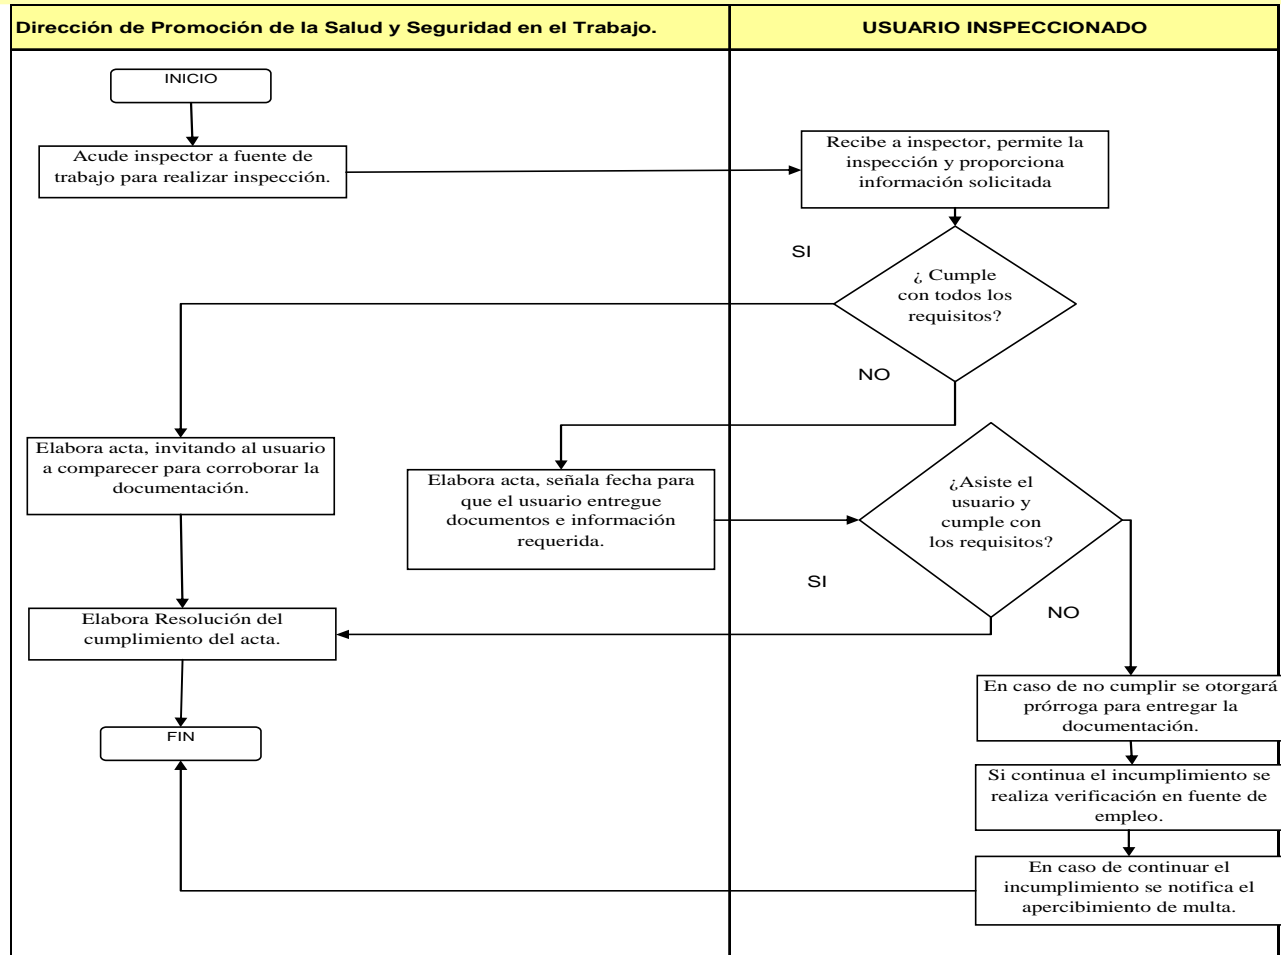 Dirección de Promoción de la Salud y Seguridad en el Trabajo.
USUARIO INSPECCIONADO
INICIO
Acude inspector a fuente de
trabajo para realizar inspección.
Recibe a inspector, permite la
inspección y proporciona
información solicitada
SI
¿ Cumple
con todos los
requisitos?
NO
Elabora acta, invitando al usuario
a comparecer para corroborar la
documentación.
Elabora acta, señala fecha para
que el usuario entregue
documentos e información
requerida.
¿Asiste el
usuario y
cumple con
los requisitos?
SI
NO
Elabora Resolución del
cumplimiento del acta.
En caso de no cumplir se otorgará
prórroga para entregar la
documentación.
FIN
Si continua el incumplimiento se
realiza verificación en fuente de
empleo.
En caso de continuar el
incumplimiento se notifica el
apercibimiento de multa.